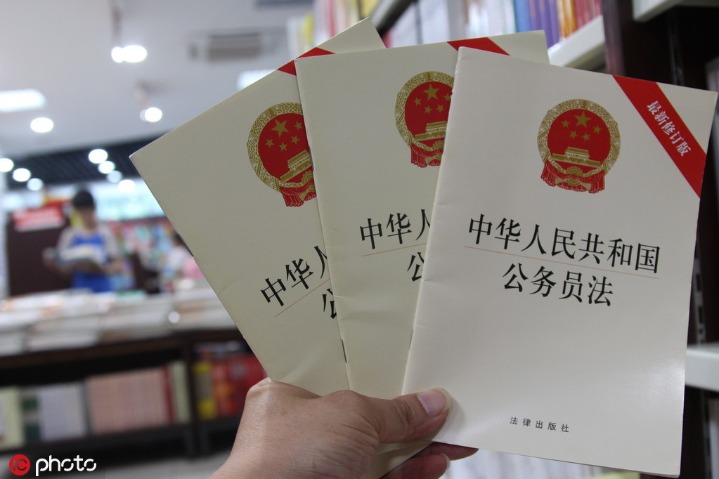 中华人
公
中华人
公
最新修订版
中华人民共和国
公务员法
法律出版社
photo